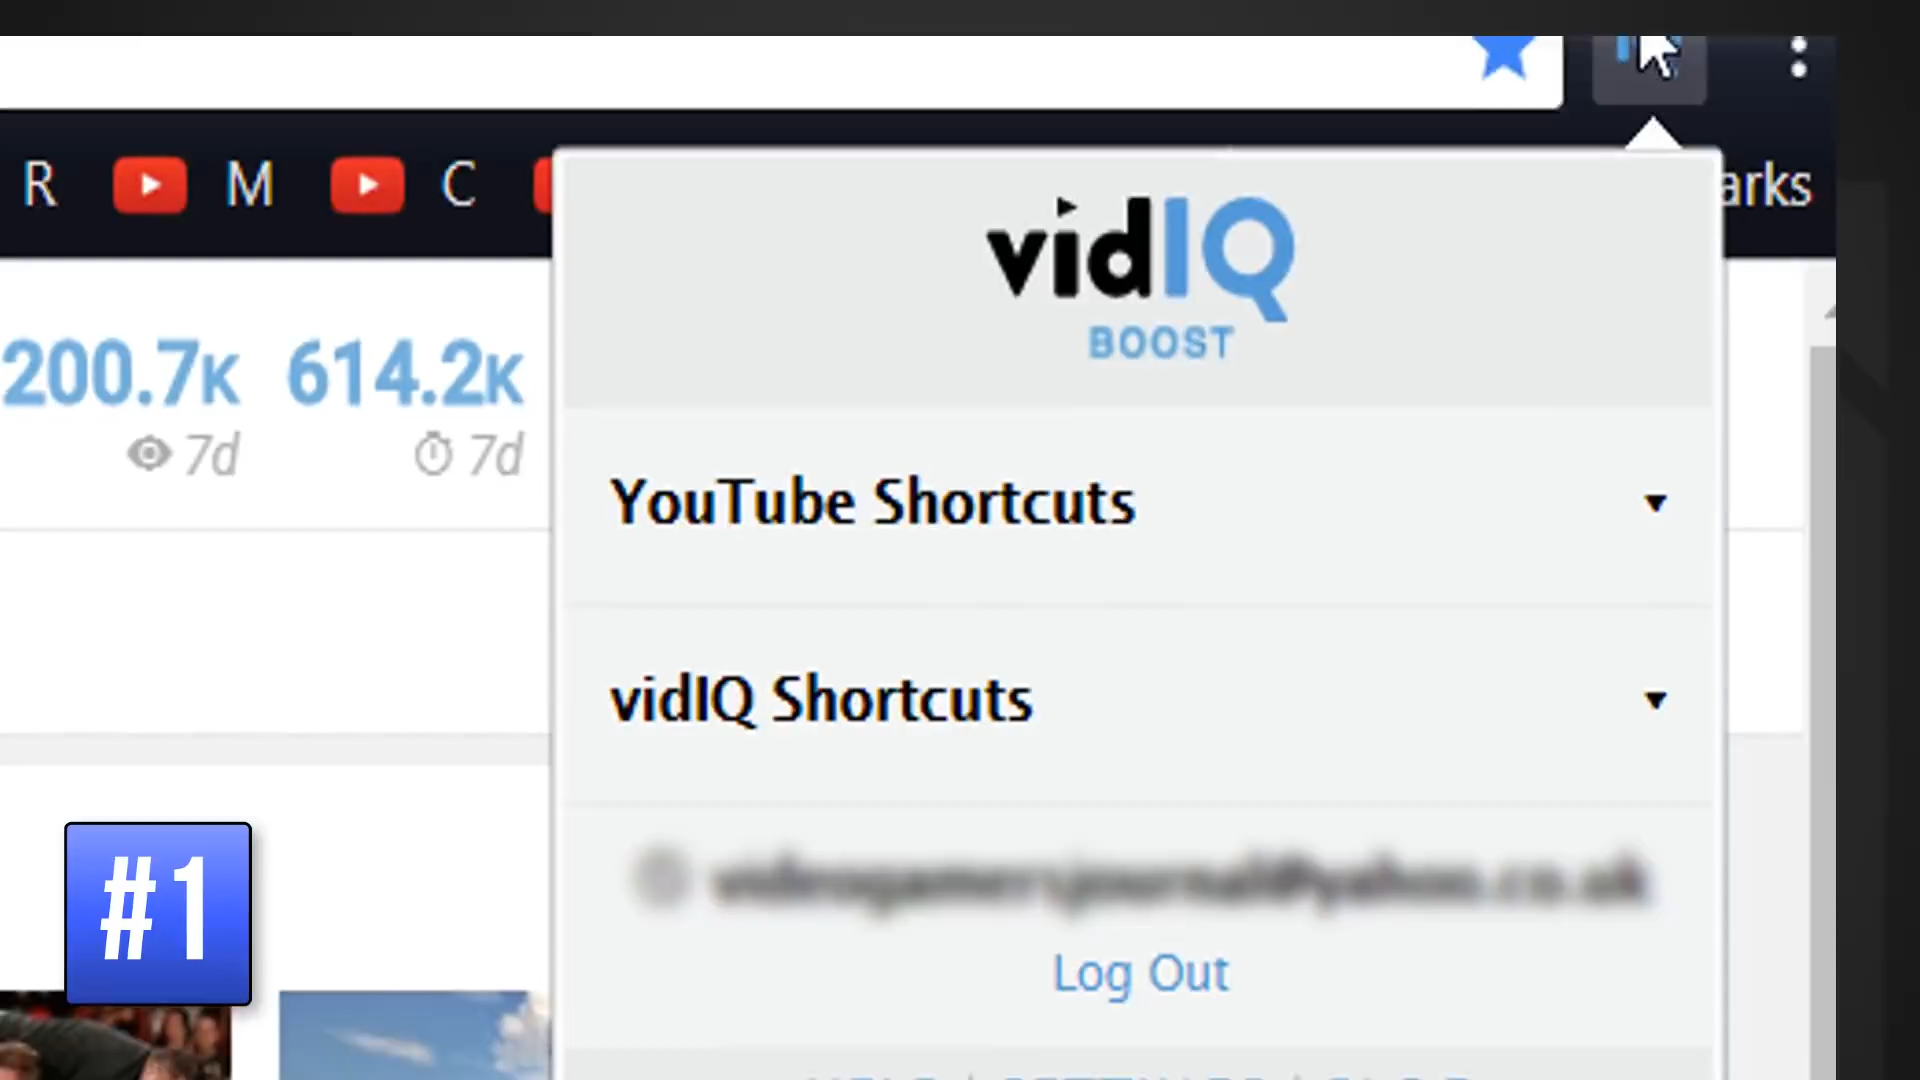 R M C arks
vidIQ
BOOST
200.7K 614.2K
7d 7d
YouTube Shortcuts
vidIQ Shortcuts
#1
Log Out